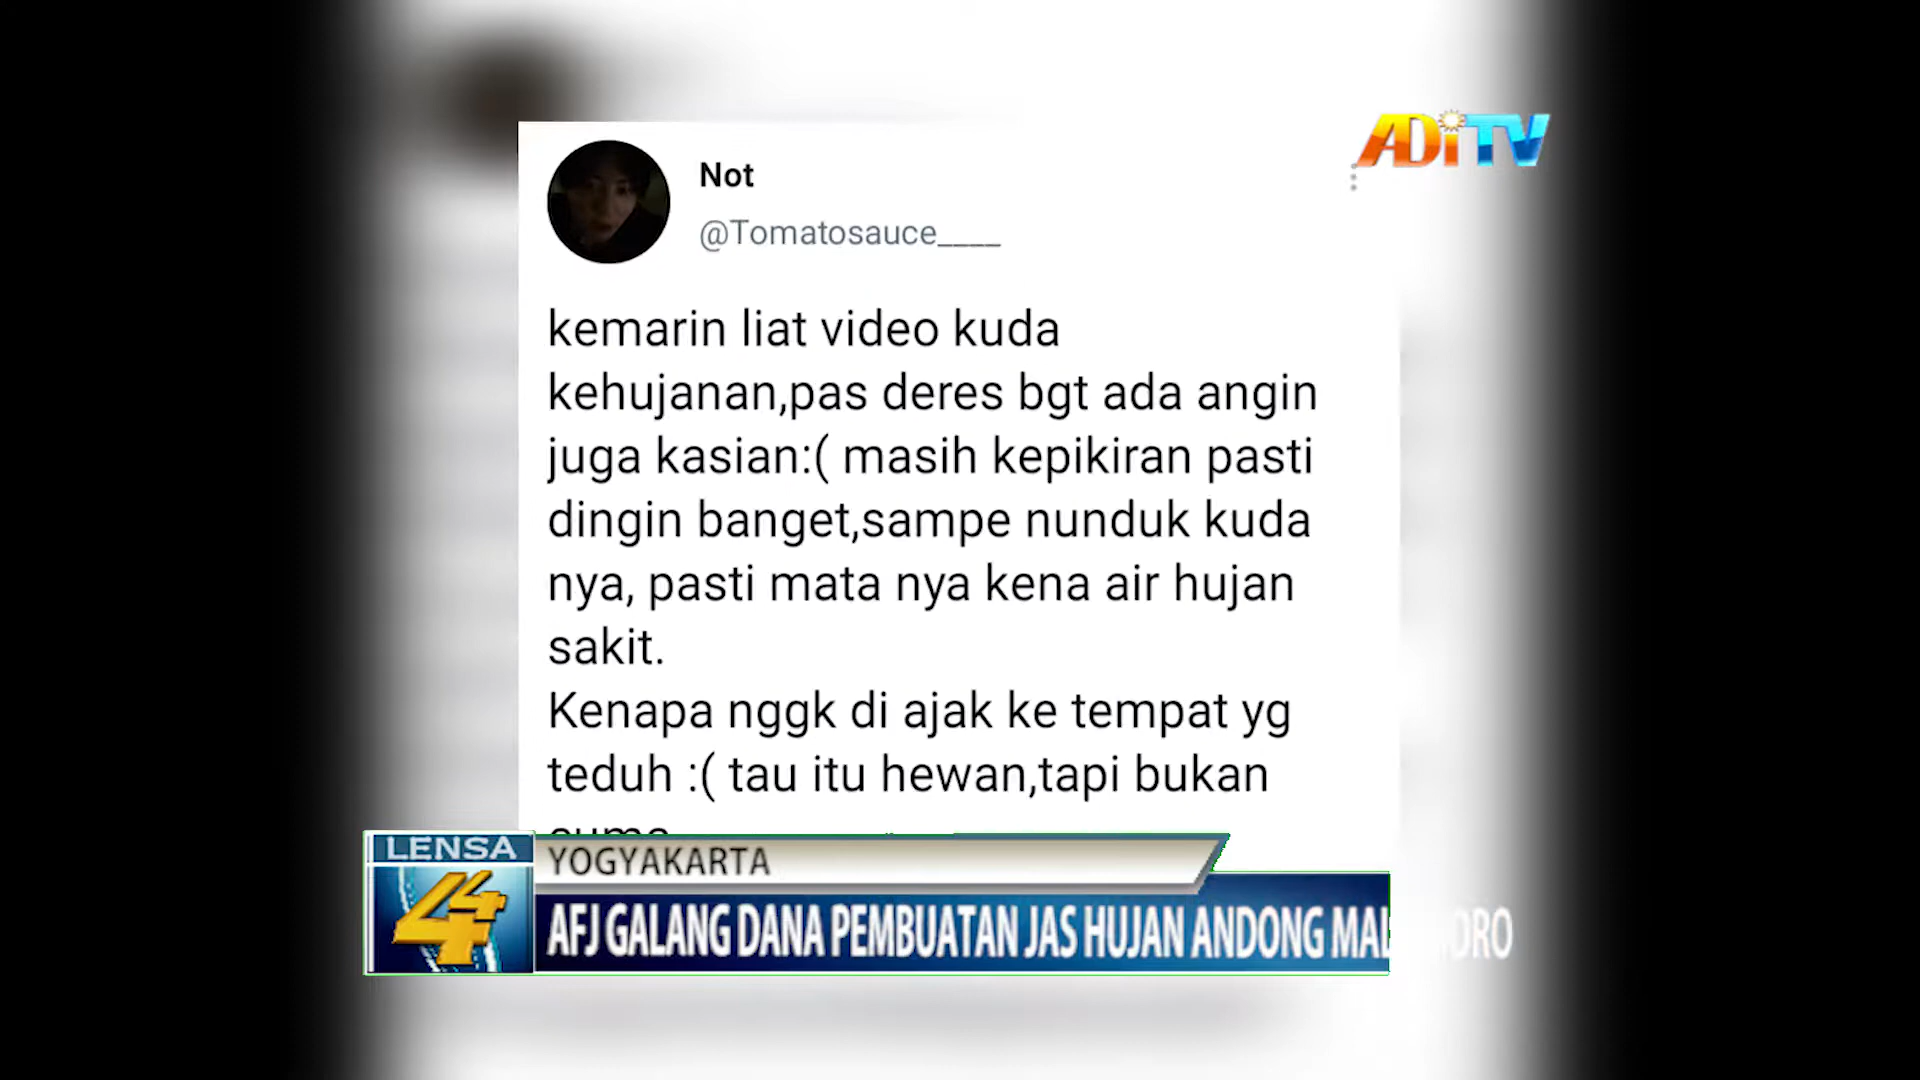 ADiTV
Not
@Tomatosauce____
kemarin liat video kuda
kehujanan,pas deres bgt ada angin
juga kasian:( masih kepikiran pasti
dingin banget,sampe nunduk kuda
nya, pasti mata nya kena air hujan
sakit.
Kenapa nggk di ajak ke tempat yg
teduh :( tau itu hewan,tapi bukan
LENSA
44
YOGYAKARTA
AFJ GALANG DANA PEMBUATAN JAS HUJAN ANDONG